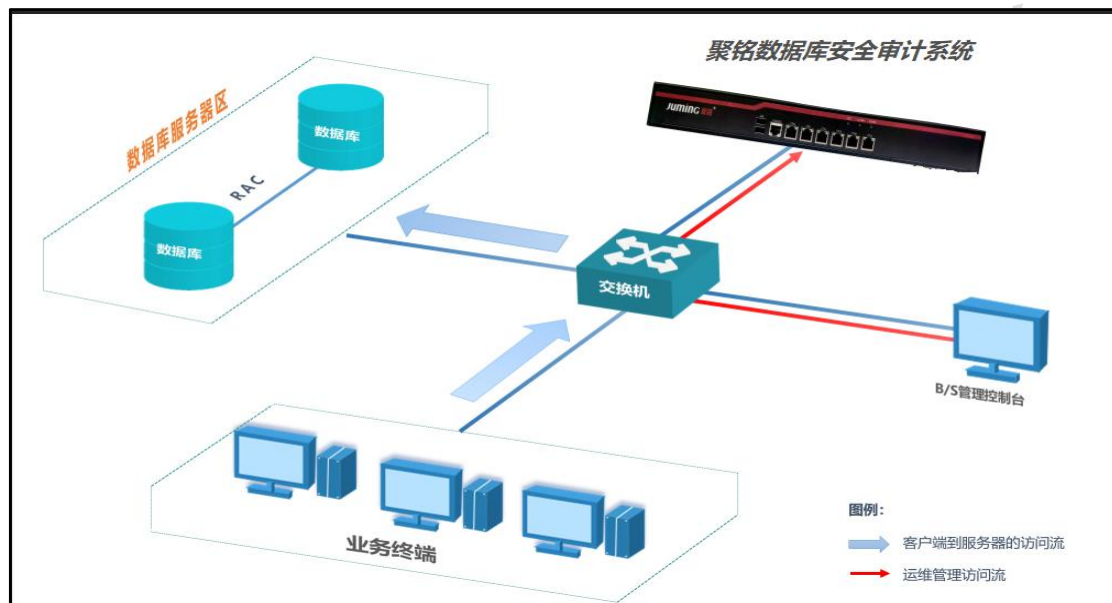 聚铭数据库安全审计系统
JUMING 聚铭
数据库服务器区
数据库
RAC
数据库
交换机
B/S管理控制台
业务终端
图例：
客户端到服务器的访问流
运维管理访问流